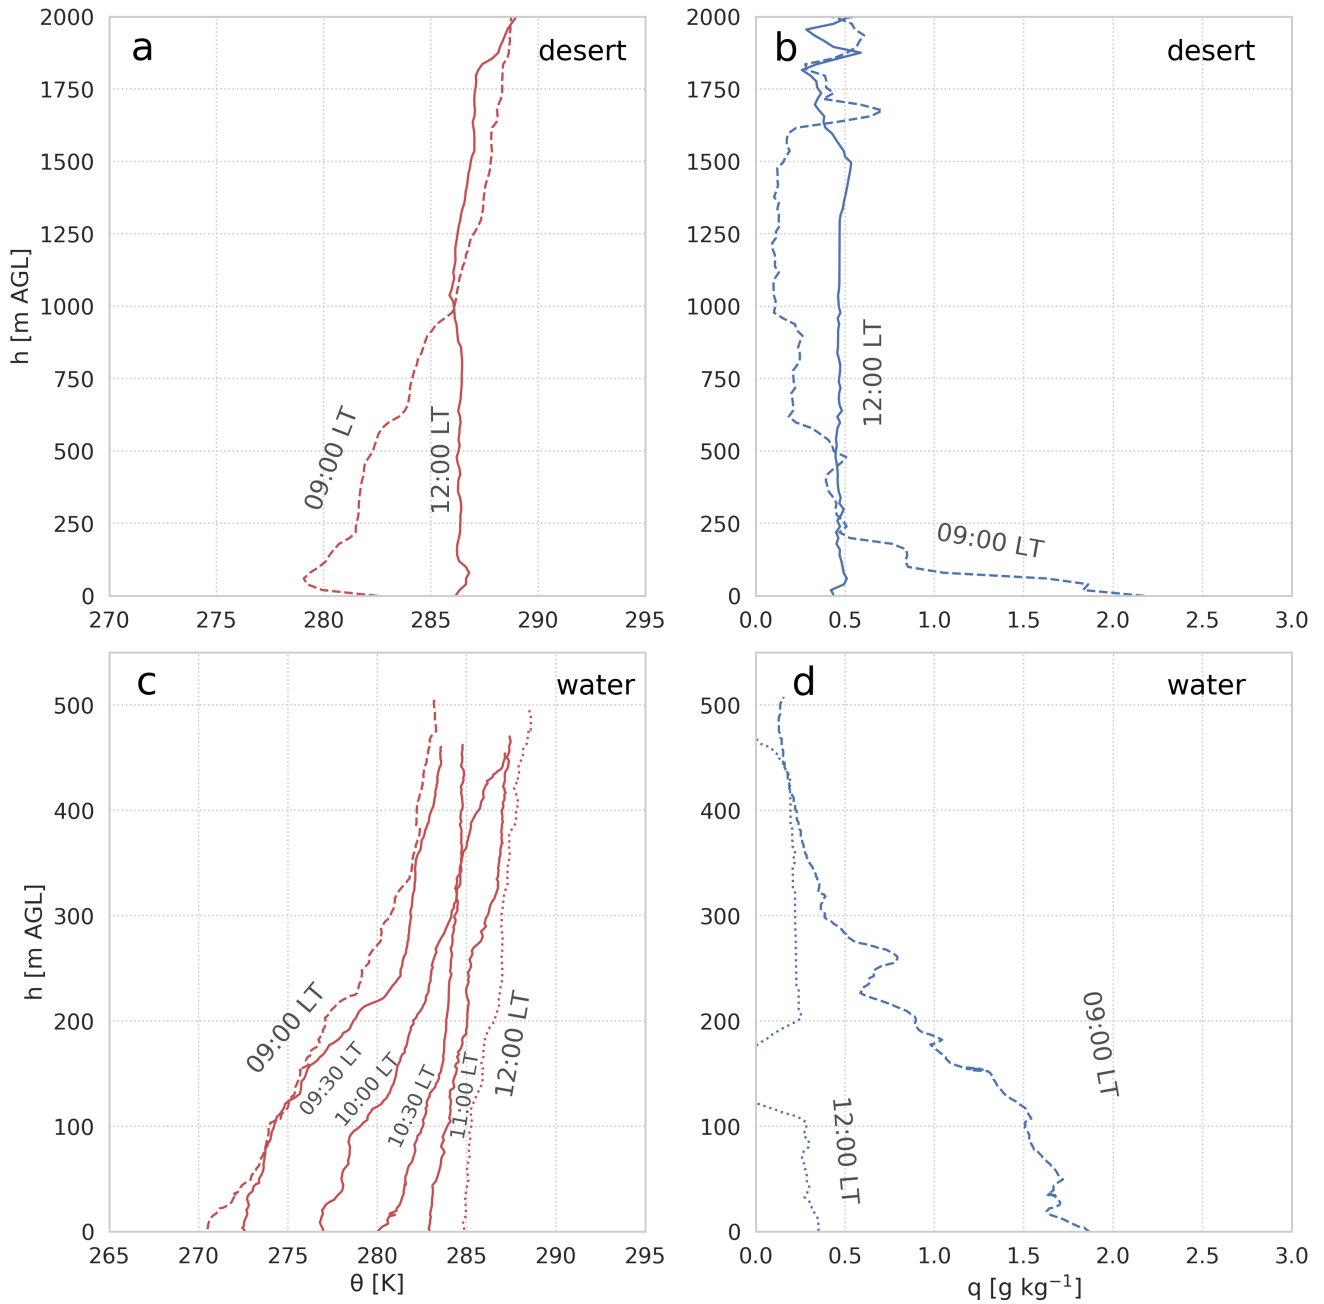 a
desert
2000
1750
1500
1250
1000
750
500
250
0
h [m AGL]
09:00 LT
12:00 LT
270
275
280
285
290
295
b
desert
2000
1750
1500
1250
1000
750
500
250
0
12:00 LT
09:00 LT
0.0
0.5
1.0
1.5
2.0
2.5
3.0
c
water
500
400
300
200
100
0
h [m AGL]
09:00 LT
09:30 LT
10:00 LT
10:30 LT
11:00 LT
12:00 LT
265
270
275
280
285
290
295
θ [K]
d
water
500
400
300
200
100
0
09:00 LT
12:00 LT
0.0
0.5
1.0
1.5
2.0
2.5
3.0
q [g kg⁻¹]